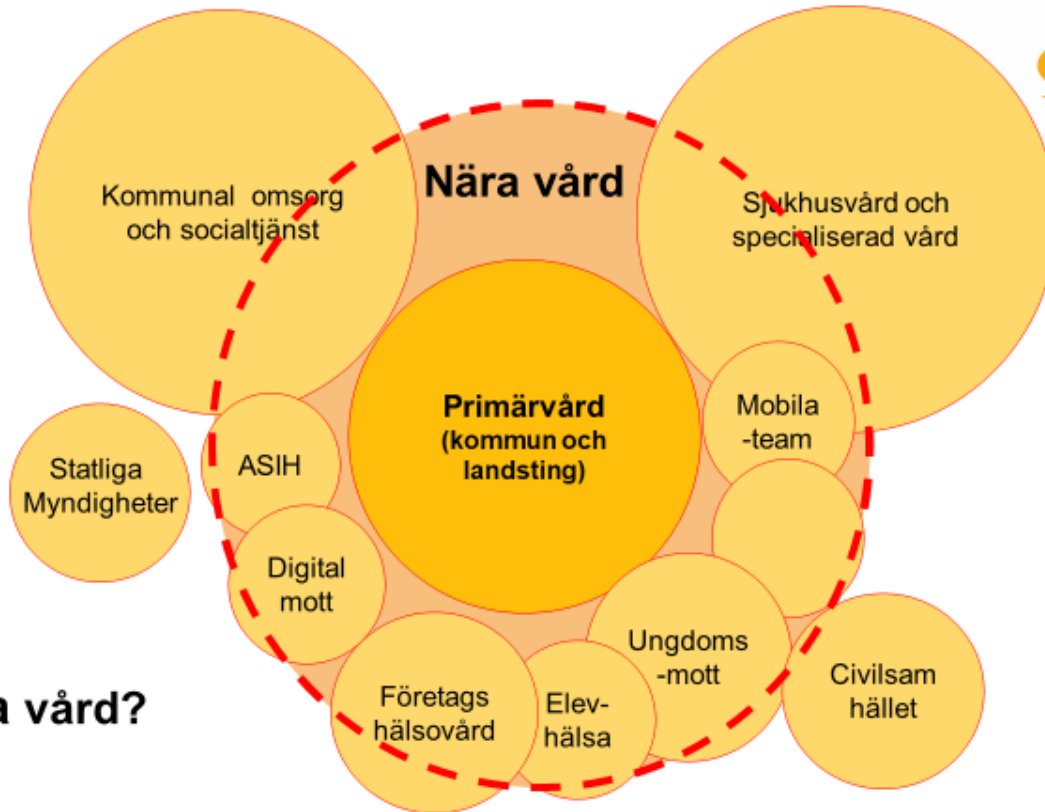 Nära vård
Kommunal omsorg
och socialtjänst
Sjukhusvård och
specialiserad vård
Primärvård
(kommun och
landsting)
Mobila
-team
Statliga
Myndigheter
ASIH
Digital
mott
Ungdoms
-mott
Företags
hälsovård
Elev-
hälsa
Civilsam
hället
a vård?